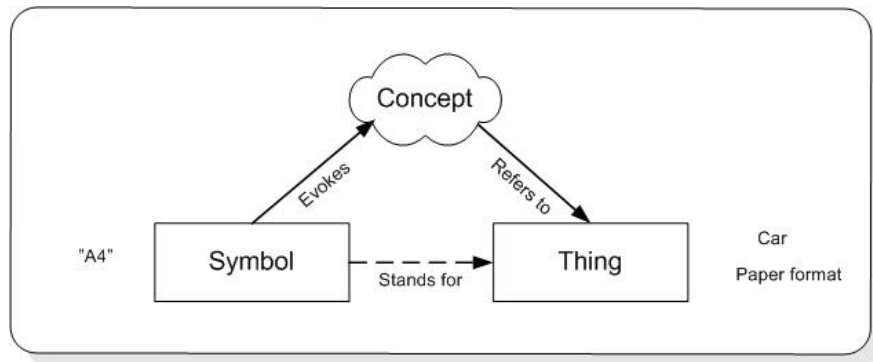 Concept
Evokes
Refers to
"A4"
Symbol
Stands for
Thing
Car
Paper format